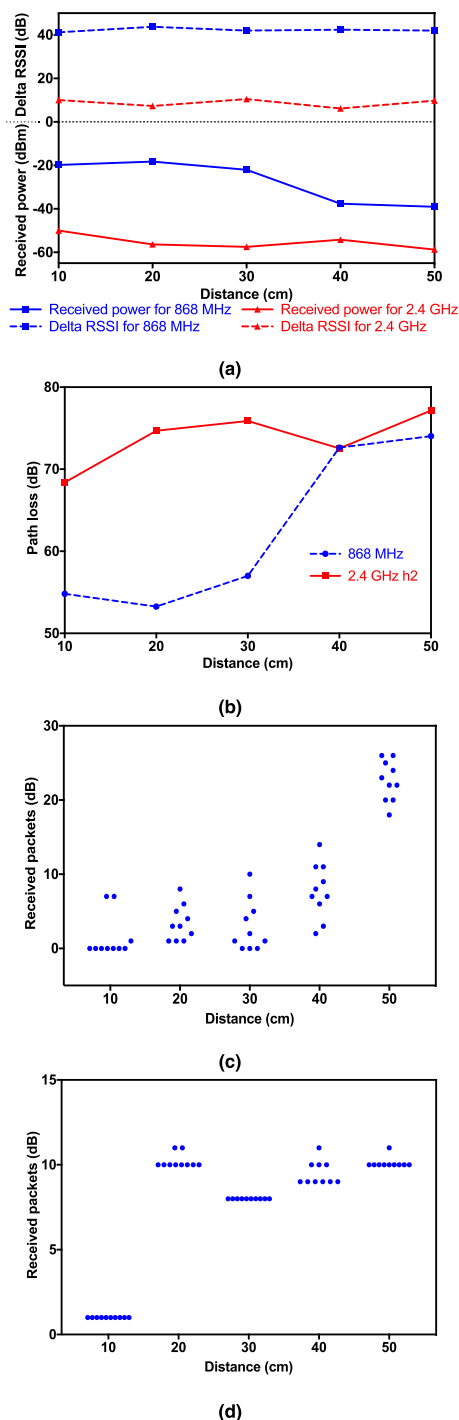 40
20
0
-20
-40
-60
Delta RSSI (dB)
Received power (dBm)
10 20 30 40 50
Distance (cm)
Received power for 868 MHz Received power for 2.4 GHz
Delta RSSI for 868 MHz Delta RSSI for 2.4 GHz
(a)
80
70
60
50
Path loss (dB)
868 MHz
2.4 GHz h2
10 20 30 40 50
Distance (cm)
(b)
30
20
10
0
Received packets (dB)
10 20 30 40 50
Distance (cm)
(c)
15
10
5
0
Received packets (dB)
10 20 30 40 50
Distance (cm)
(d)